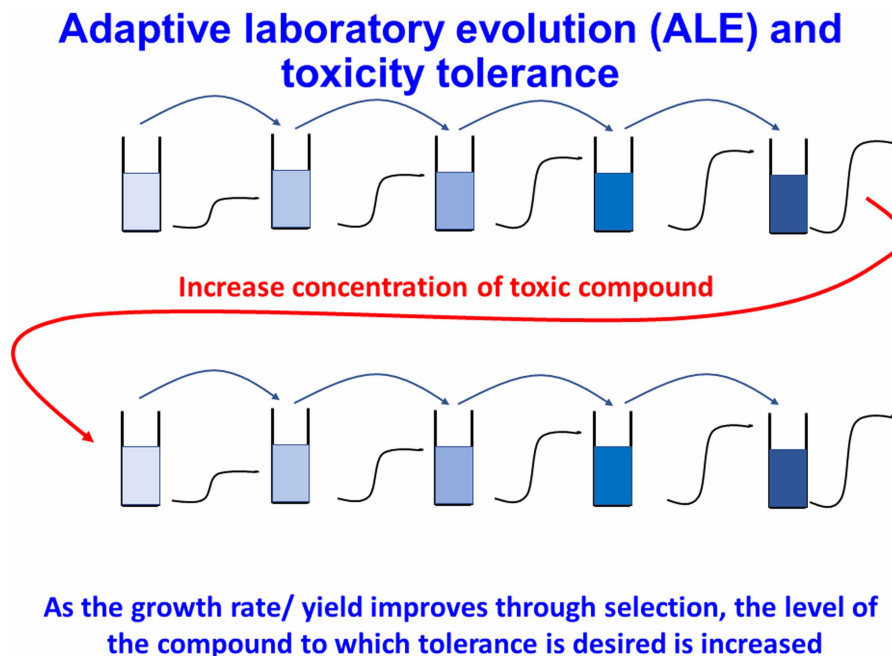 Adaptive laboratory evolution (ALE) and
toxicity tolerance
Increase concentration of toxic compound
As the growth rate/ yield improves through selection, the level of
the compound to which tolerance is desired is increased